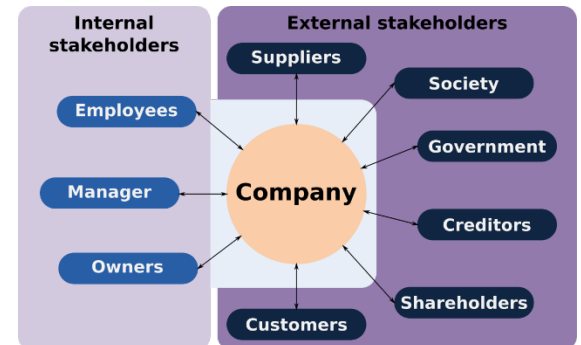 Internal
stakeholders
External stakeholders
Suppliers
Society
Employees
Government
Manager
Company
Creditors
Owners
Shareholders
Customers